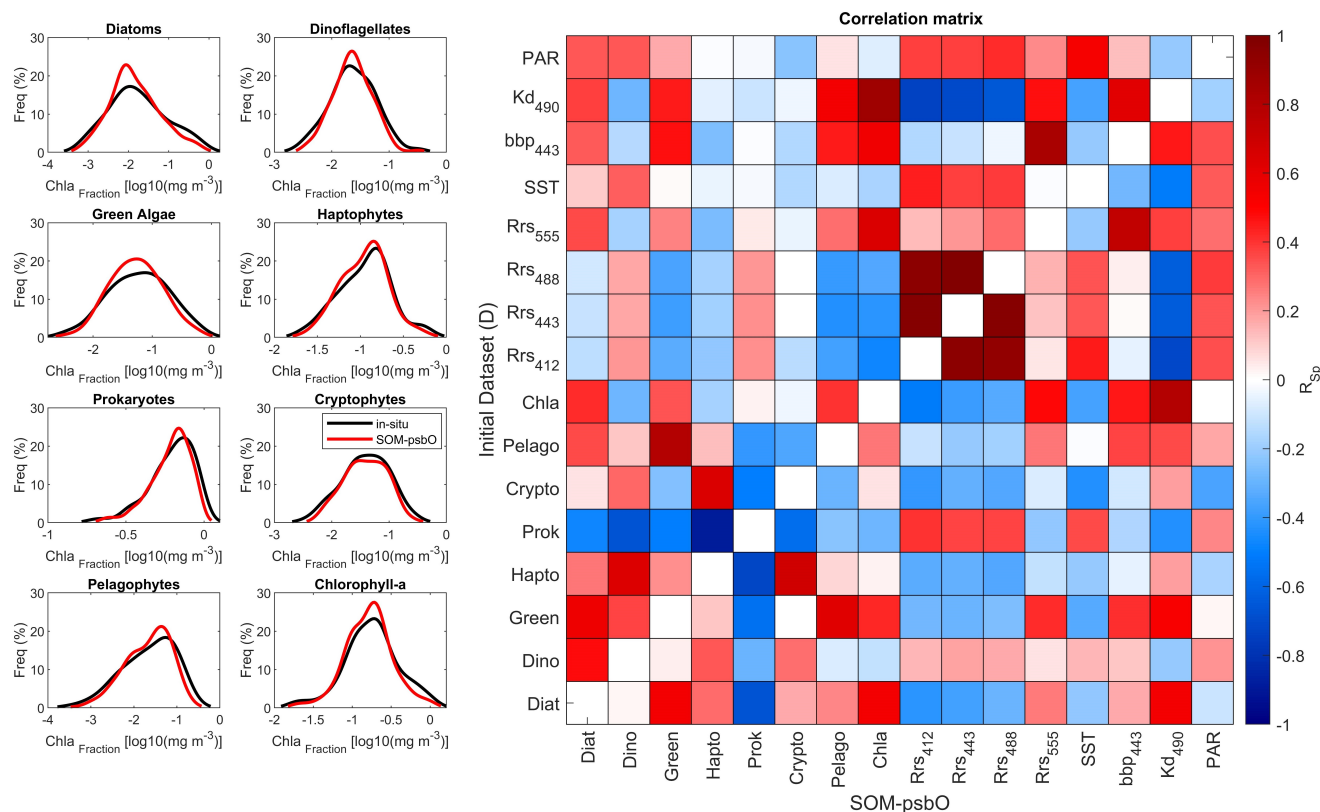 Diatoms
30
20
10
0
Freq (%)
-4 -3 -2 -1 0
Chla Fraction [log10(mg m-3)]
Dinoflagellates
30
20
10
0
Freq (%)
-3 -2 -1 0
Chla Fraction [log10(mg m-3)]
Green Algae
30
20
10
0
Freq (%)
-2 -1 0
Chla Fraction [log10(mg m-3)]
Haptophytes
30
20
10
0
Freq (%)
-2 -1.5 -1 -0.5 0
Chla Fraction [log10(mg m-3)]
Prokaryotes
30
20
10
0
Freq (%)
-1 -0.5 0
Chla Fraction [log10(mg m-3)]
Cryptophytes
in-situ
SOM-psbO
30
20
10
0
Freq (%)
-3 -2 -1 0
Chla Fraction [log10(mg m-3)]
Pelagophytes
30
20
10
0
Freq (%)
-4 -3 -2 -1 0
Chla Fraction [log10(mg m-3)]
Chlorophyll-a
30
20
10
0
Freq (%)
-2 -1.5 -1 -0.5 0
Chla Fraction [log10(mg m-3)]
Correlation matrix
Initial Dataset (D)
PAR
Kd490
bbp443
SST
Rrs555
Rrs488
Rrs443
Rrs412
Chla
Pelago
Crypto
Prok
Hapto
Green
Dino
Diat
Diat Dino Green Hapto Prok Crypto Pelago Chla Rrs412 Rrs443 Rrs488 Rrs555 SST bbp443 Kd490 PAR
SOM-psbO
1
0.8
0.6
0.4
0.2
0
-0.2
-0.4
-0.6
-0.8
-1
RSp